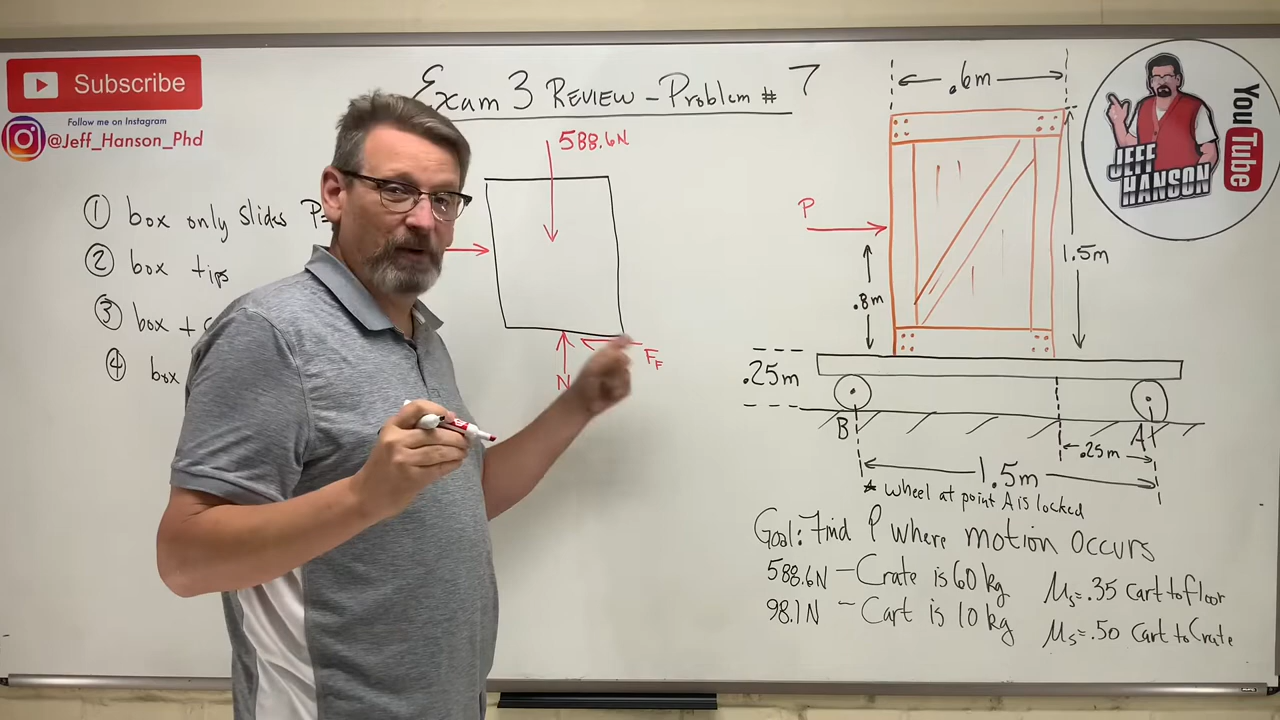 Subscribe
Follow me on Instagram
@Jeff_Hanson_Phd
Exam 3 REVIEW - Problem # 7
① box only slides P=
② box tips
③ box +
④ box
588.6N
N
FF
.6m
P
1.5m
.8m
.25m
B
A
.25m
1.5m
* wheel at point A is locked
Goal: Find P where motion occurs
588.6N - Crate is 60 kg
98.1N - Cart is 10 kg
μs = .35 Cart to floor
μs = .50 Cart to Crate
JEFF HANSON
YouTube